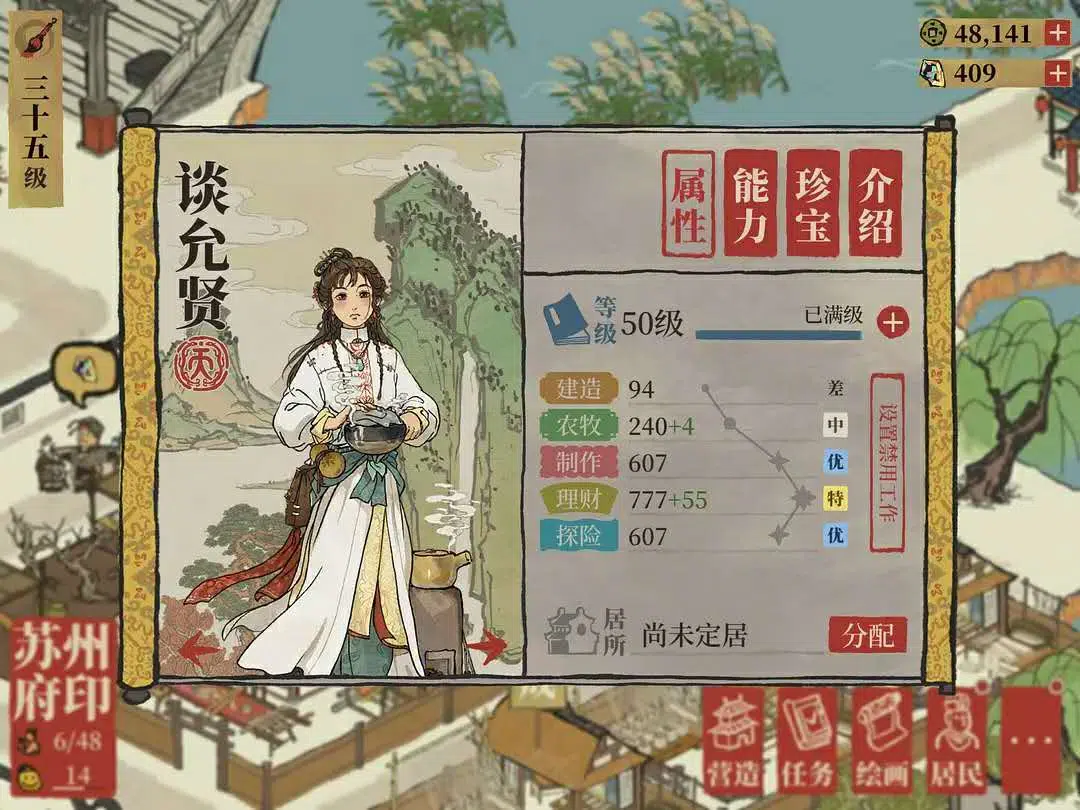 三十五级
48,141
409
谈允贤
天
属性
能力
珍宝
介绍
等级 50级 已满级
建造 94 差
农牧 240+4 中
制作 607 优
理财 777+55 特
探险 607 优
设置禁用工作
居所 尚未定居 分配
苏州府印
6/48
14
营造
任务
绘画
居民